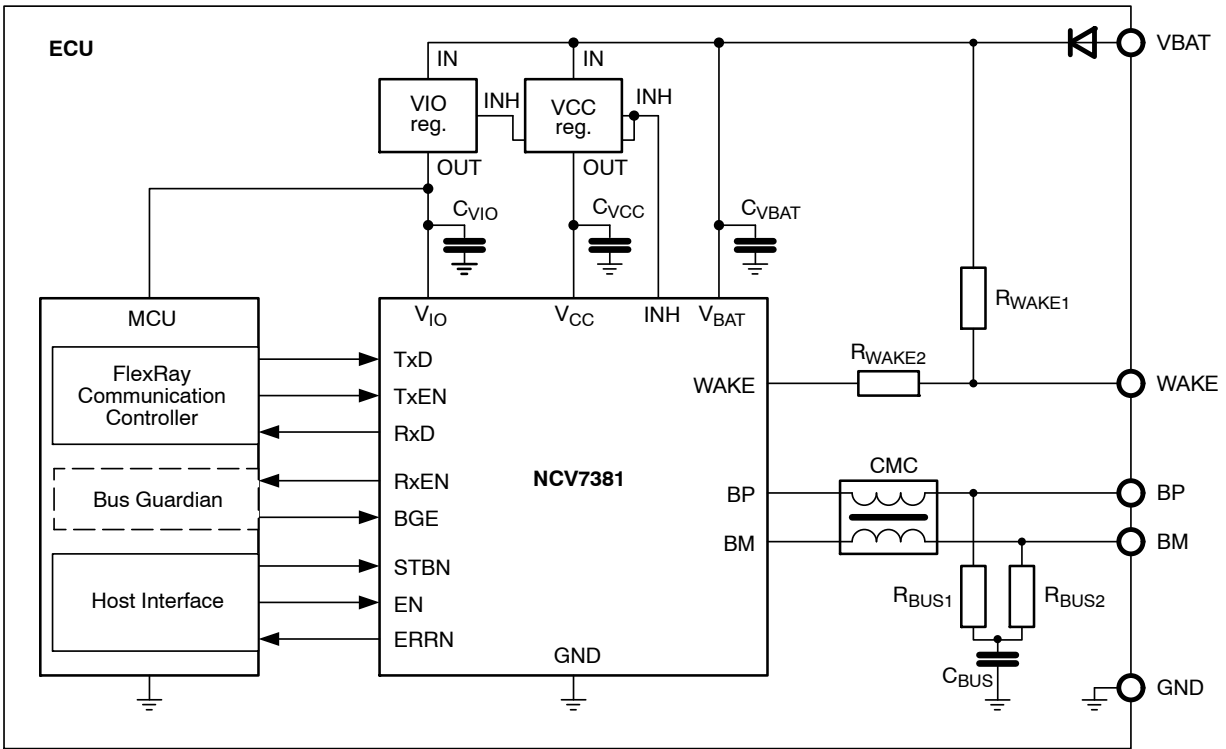 ECU
VBAT
IN
IN
VIO
reg.
INH
VCC
reg.
INH
OUT
OUT
CVIO
CVCC
CVBAT
RWAKE1
RWAKE2
MCU
VIO
VCC
INH
VBAT
FlexRay
Communication
Controller
TxD
TxEN
RxD
WAKE
WAKE
Bus Guardian
RxEN
BGE
NCV7381
CMC
BP
BM
BP
BM
Host Interface
STBN
EN
ERRN
RBUS1
RBUS2
CBUS
GND
GND